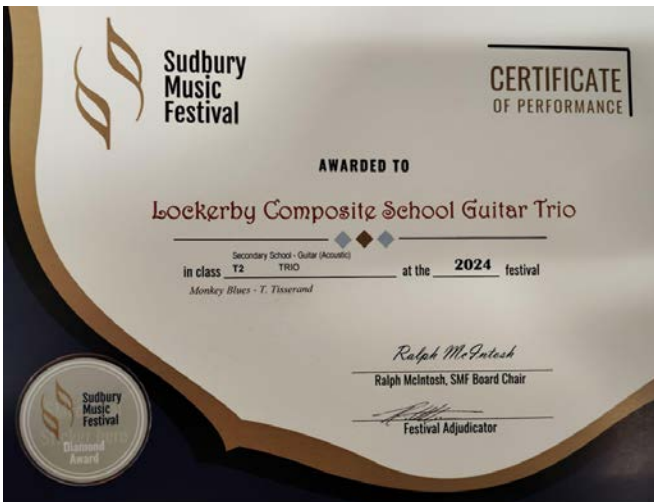 Sudbury
Music
Festival
CERTIFICATE
OF PERFORMANCE
AWARDED TO
Lockerby Composite School Guitar Trio
Secondary School - Guitar (Acoustic)
in class T2 TRIO at the 2024 festival
Monkey Blues - T. Tisserand
Ralph McIntosh
Ralph McIntosh, SMF Board Chair
Festival Adjudicator
Sudbury
Music
Festival
Diamond
Award